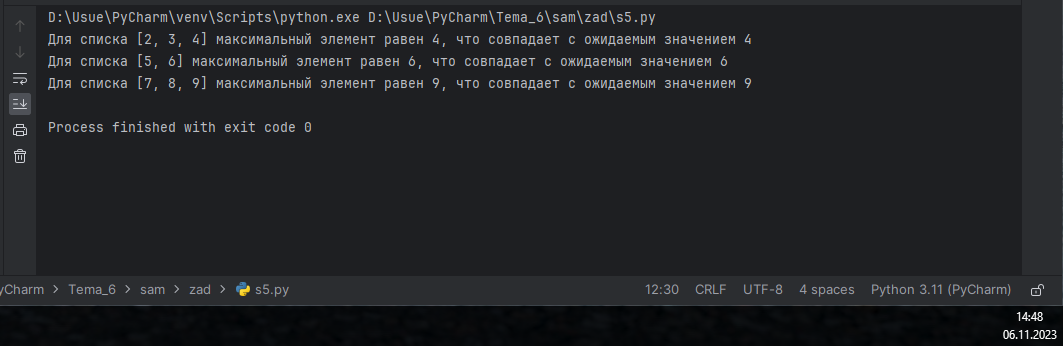 D:\Usue\PyCharm\venv\Scripts\python.exe D:\Usue\PyCharm\Tema_6\sam\zad\s5.py
Для списка [2, 3, 4] максимальный элемент равен 4, что совпадает с ожидаемым значением 4
Для списка [5, 6] максимальный элемент равен 6, что совпадает с ожидаемым значением 6
Для списка [7, 8, 9] максимальный элемент равен 9, что совпадает с ожидаемым значением 9
Process finished with exit code 0
yCharm > Tema_6 > sam > zad > s5.py 12:30 CRLF UTF-8 4 spaces Python 3.11 (PyCharm)
14:48
06.11.2023